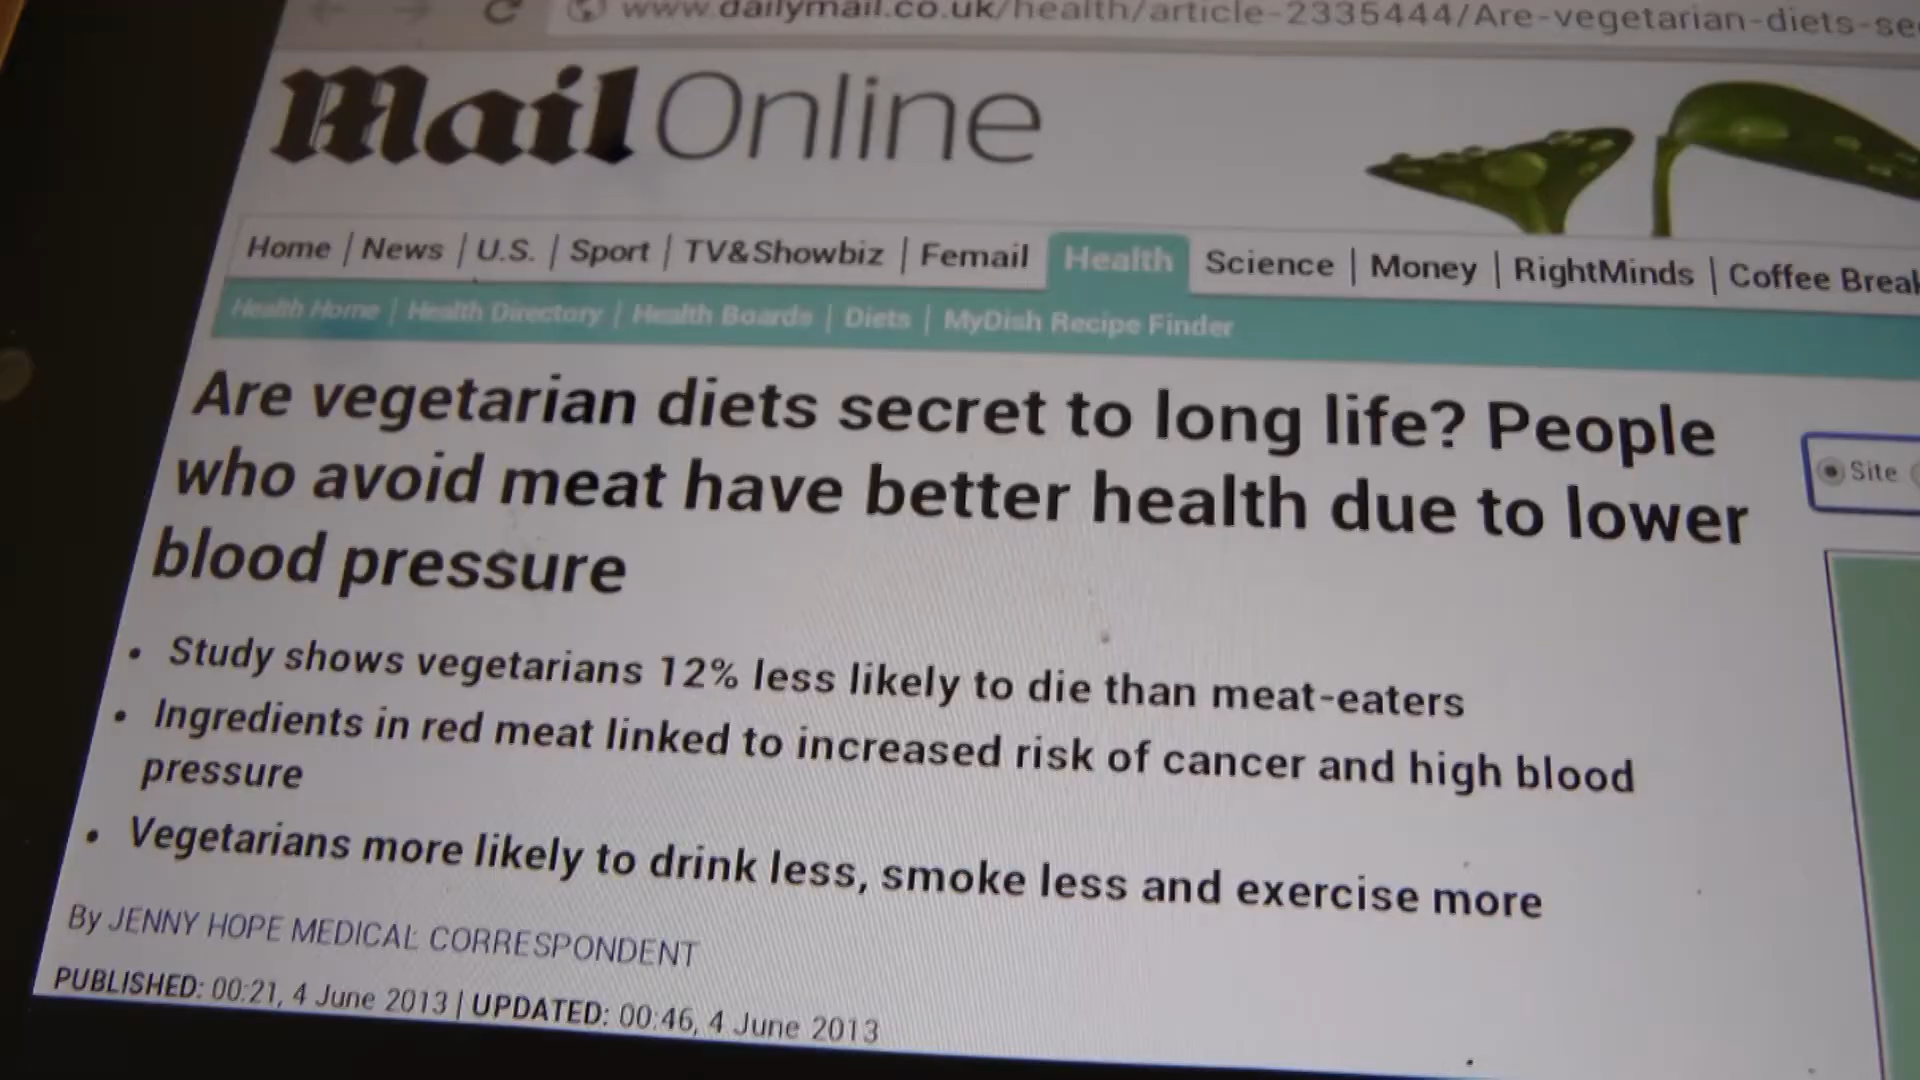 www.dailymail.co.uk/health/article-2335444/Are-vegetarian-diets-se
Mail Online
Home | News | U.S. | Sport | TV&Showbiz | Femail Health Science | Money | RightMinds | Coffee Break
Health Home | Health Directory | Health Boards | Diets | MyDish Recipe Finder
Are vegetarian diets secret to long life? People
who avoid meat have better health due to lower
blood pressure
Site
• Study shows vegetarians 12% less likely to die than meat-eaters
• Ingredients in red meat linked to increased risk of cancer and high blood
pressure
• Vegetarians more likely to drink less, smoke less and exercise more
By JENNY HOPE MEDICAL CORRESPONDENT
PUBLISHED: 00:21, 4 June 2013 | UPDATED: 00:46, 4 June 2013